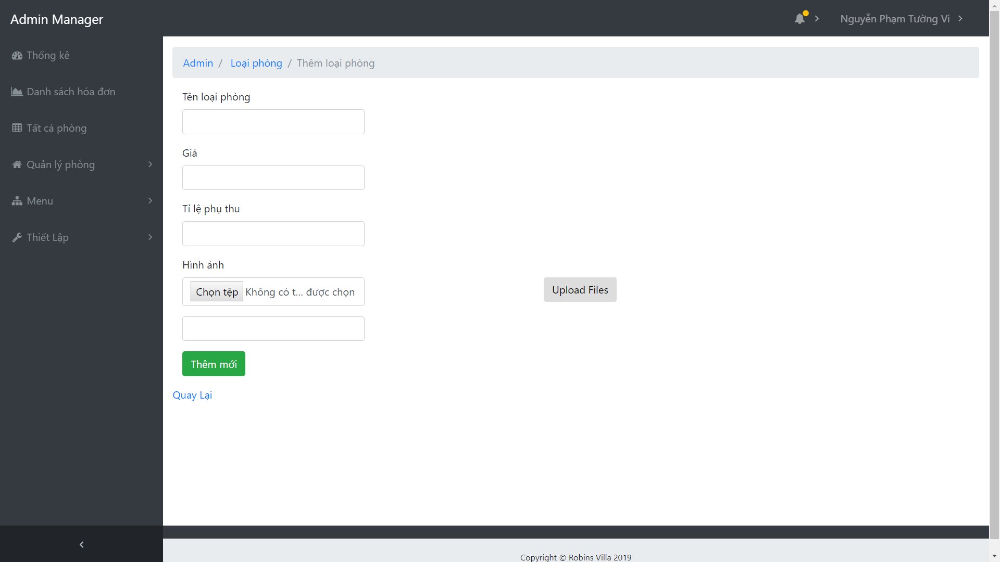 Admin Manager
Nguyễn Phạm Tường Vi
Thống kê
Danh sách hóa đơn
Tất cả phòng
Quản lý phòng
Menu
Thiết Lập
Admin / Loại phòng / Thêm loại phòng
Tên loại phòng
Giá
Tỉ lệ phụ thu
Hình ảnh
Chọn tệp Không có t... được chọn
Upload Files
Thêm mới
Quay Lại
Copyright © Robins Villa 2019